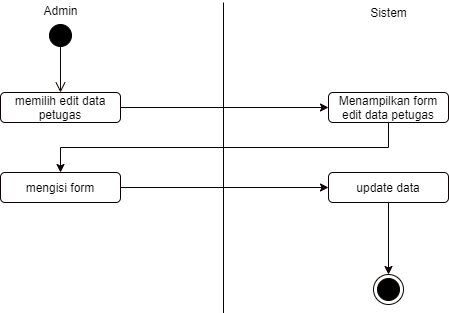 Admin
Sistem
memilih edit data
petugas
Menampilkan form
edit data petugas
mengisi form
update data